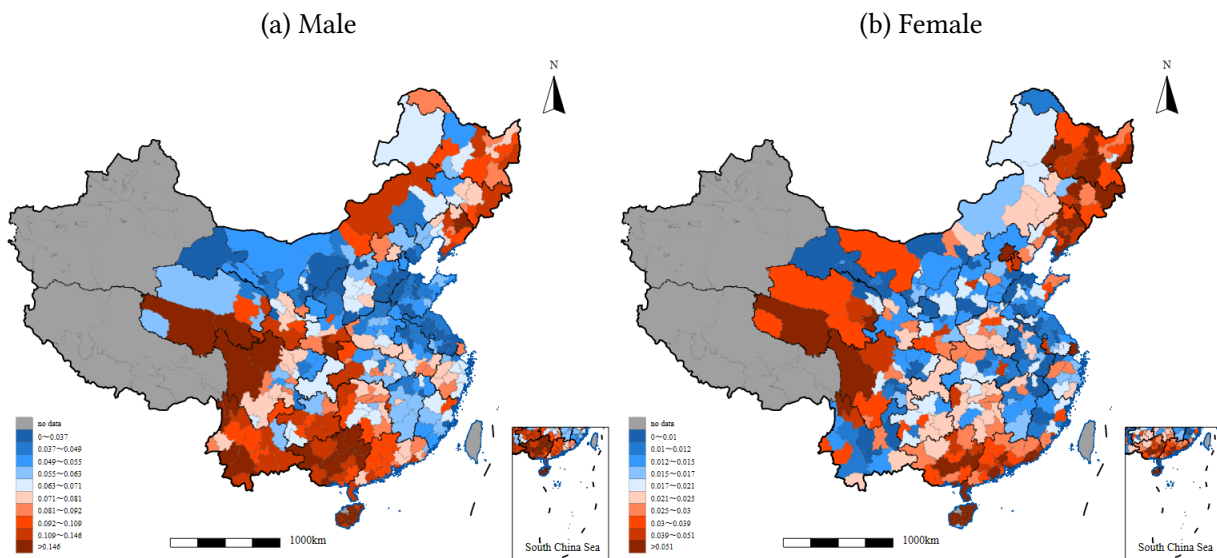 (a) Male
(b) Female
N
N
no data
0~0.037
0.037~0.049
0.049~0.055
0.055~0.063
0.063~0.071
0.071~0.081
0.081~0.092
0.092~0.109
0.109~0.146
>0.146
1000km
South China Sea
no data
0~0.01
0.01~0.012
0.012~0.015
0.015~0.017
0.017~0.021
0.021~0.025
0.025~0.03
0.03~0.039
0.039~0.051
>0.051
1000km
South China Sea